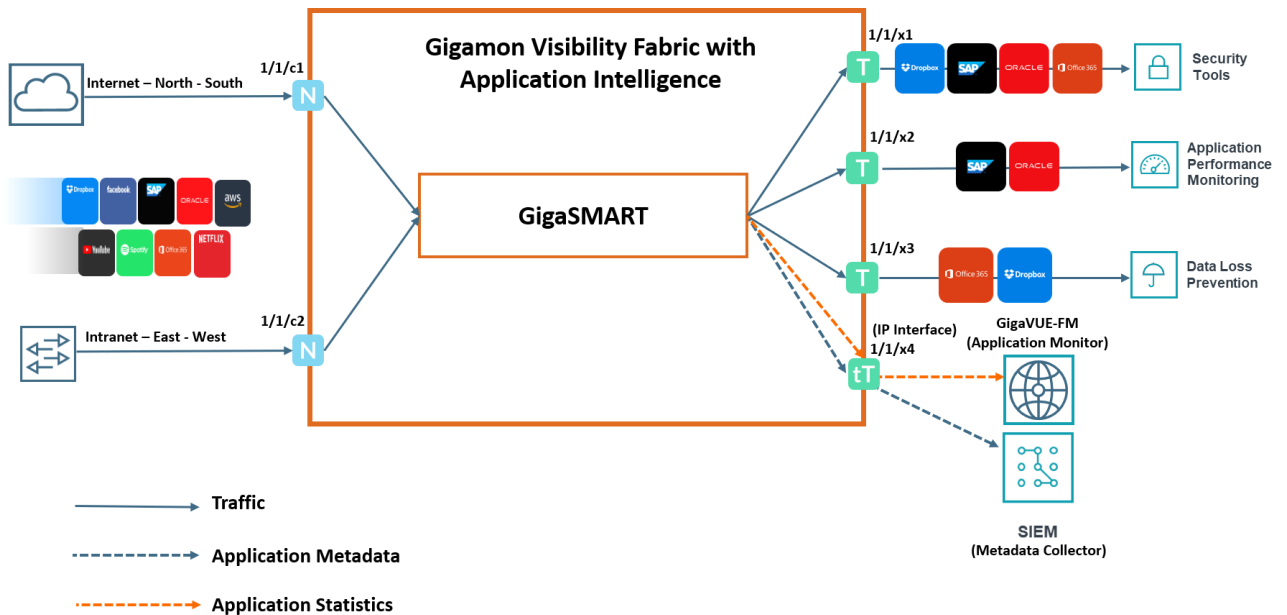 Gigamon Visibility Fabric with
Application Intelligence
Internet – North - South
1/1/c1
N
Dropbox
facebook
SAP
ORACLE
aws
YouTube
Spotify
Office 365
NETFLIX
Intranet – East - West
1/1/c2
N
GigaSMART
1/1/x1
T
Dropbox
SAP
ORACLE
Office 365
Security
Tools
1/1/x2
T
SAP
ORACLE
Application
Performance
Monitoring
1/1/x3
T
Office 365
Dropbox
Data Loss
Prevention
(IP Interface)
1/1/x4
tT
GigaVUE-FM
(Application Monitor)
SIEM
(Metadata Collector)
Traffic
Application Metadata
Application Statistics